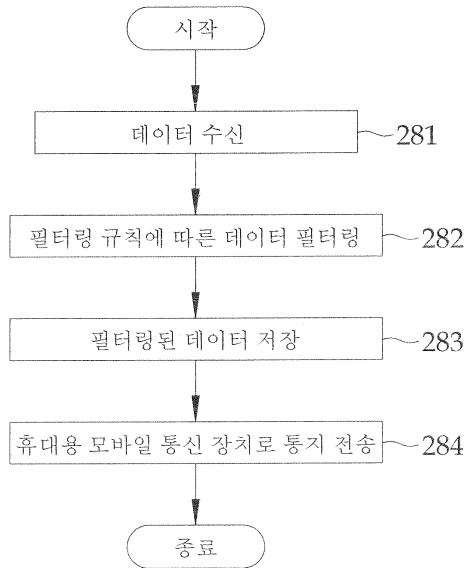 시작
데이터 수신 281
필터링 규칙에 따른 데이터 필터링 282
필터링된 데이터 저장 283
휴대용 모바일 통신 장치로 통지 전송 284
종료